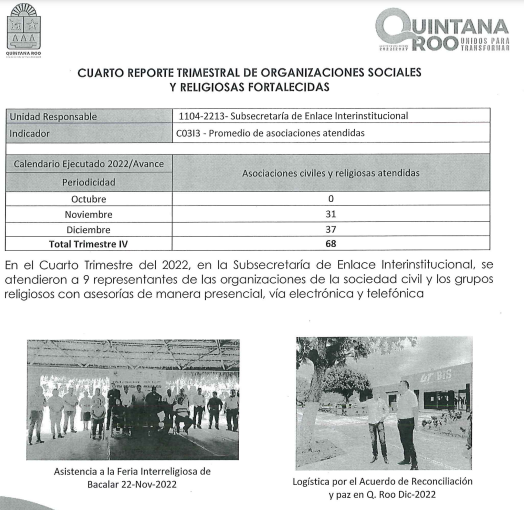 QUINTANA ROO
QUINTANA
ROO UNIDOS PARA
TRANSFORMAR
CUARTO REPORTE TRIMESTRAL DE ORGANIZACIONES SOCIALES
Y RELIGIOSAS FORTALECIDAS
Unidad Responsable 1104-2213- Subsecretaría de Enlace Interinstitucional
Indicador C03I3 - Promedio de asociaciones atendidas
Calendario Ejecutado 2022/Avance
Asociaciones civiles y religiosas atendidas
Periodicidad
Octubre 0
Noviembre 31
Diciembre 37
Total Trimestre IV 68
En el Cuarto Trimestre del 2022, en la Subsecretaría de Enlace Interinstitucional, se
atendieron a 9 representantes de las organizaciones de la sociedad civil y los grupos
religiosos con asesorías de manera presencial, vía electrónica y telefónica
Asistencia a la Feria Interreligiosa de
Bacalar 22-Nov-2022
Logística por el Acuerdo de Reconciliación
y paz en Q. Roo Dic-2022